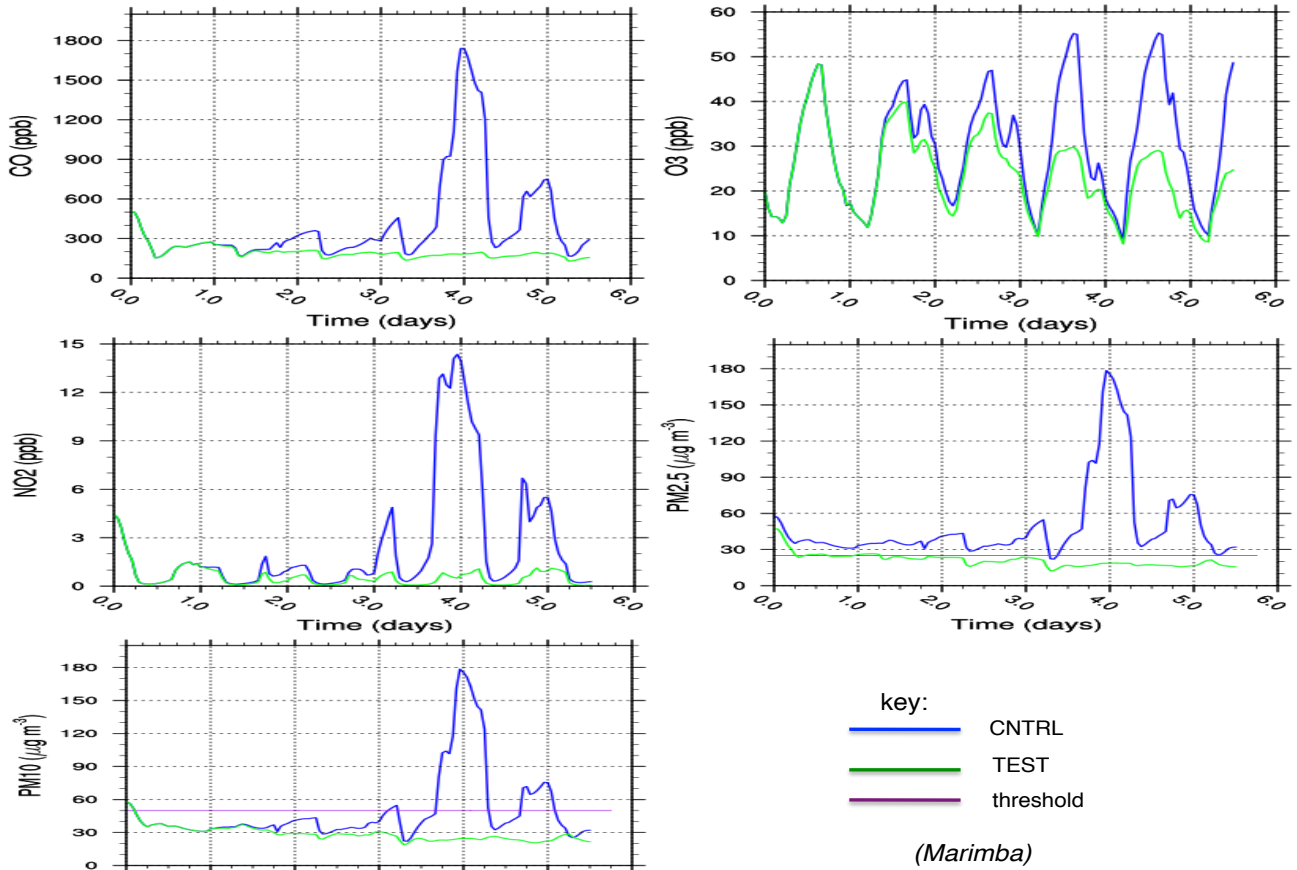 CO (ppb)
1800
1500
1200
900
600
300
0
0.0 1.0 2.0 3.0 4.0 5.0 6.0
Time (days)
O3 (ppb)
60
50
40
30
20
10
0
0.0 1.0 2.0 3.0 4.0 5.0 6.0
Time (days)
NO2 (ppb)
15
12
9
6
3
0
0.0 1.0 2.0 3.0 4.0 5.0 6.0
Time (days)
PM2.5 (μg m⁻³)
180
150
120
90
60
30
0
0.0 1.0 2.0 3.0 4.0 5.0 6.0
Time (days)
PM10 (μg m⁻³)
180
150
120
90
60
30
0
key:
CNTRL
TEST
threshold
(Marimba)